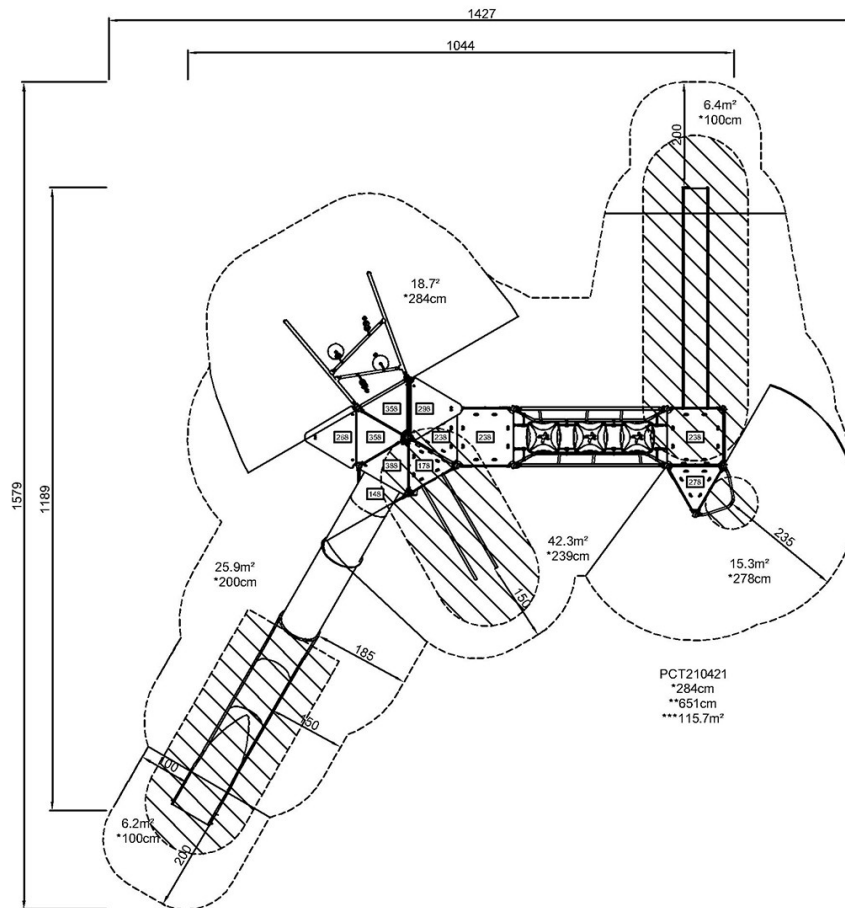 1427
1044
6.4m²
*100cm
200
18.7²
*284cm
1579
1189
358
298
268
358
238
238
238
388
178
148
278
42.3m²
*239cm
235
15.3m²
*278cm
25.9m²
*200cm
150
185
150
PCT210421
*284cm
**651cm
***115.7m²
100
6.2m²
*100cm
200